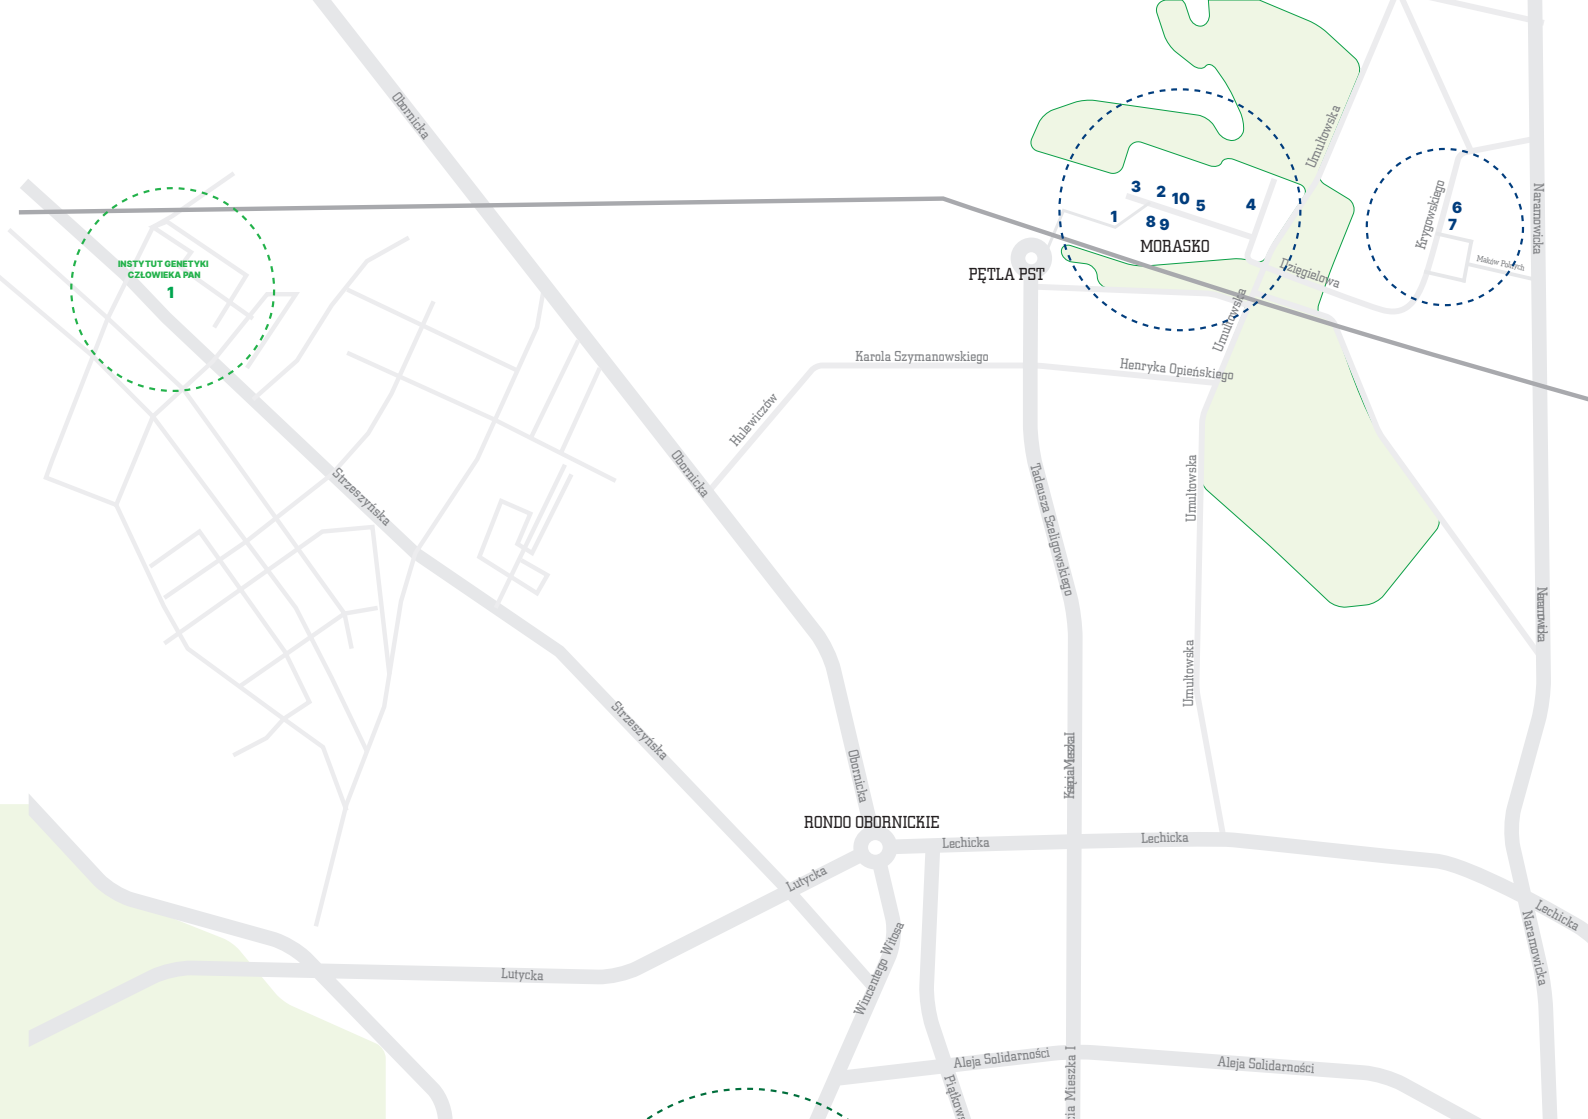 Obornicka
Umultowska
3
2
10
5
4
1
8
9
MORASKO
Krygowskiego
6
7
Naramowicka
Maków Polnych
INSTYTUT GENETYKI
CZŁOWIEKA PAN
1
PĘTLA PST
Dzięgielowa
Umultowska
Karola Szymanowskiego
Henryka Opieńskiego
Hulewiczów
Obornicka
Strzeszyńska
Tadeusza Szeligowskiego
Umultowska
Naramowicka
Umultowska
Strzeszyńska
Obornicka
Księcia Mieszka I
RONDO OBORNICKIE
Lechicka
Lechicka
Lutycka
Lechicka
Naramowicka
Wincentego Witosa
Lutycka
Aleja Solidarności
Aleja Solidarności
cia Mieszka I
Piątkows